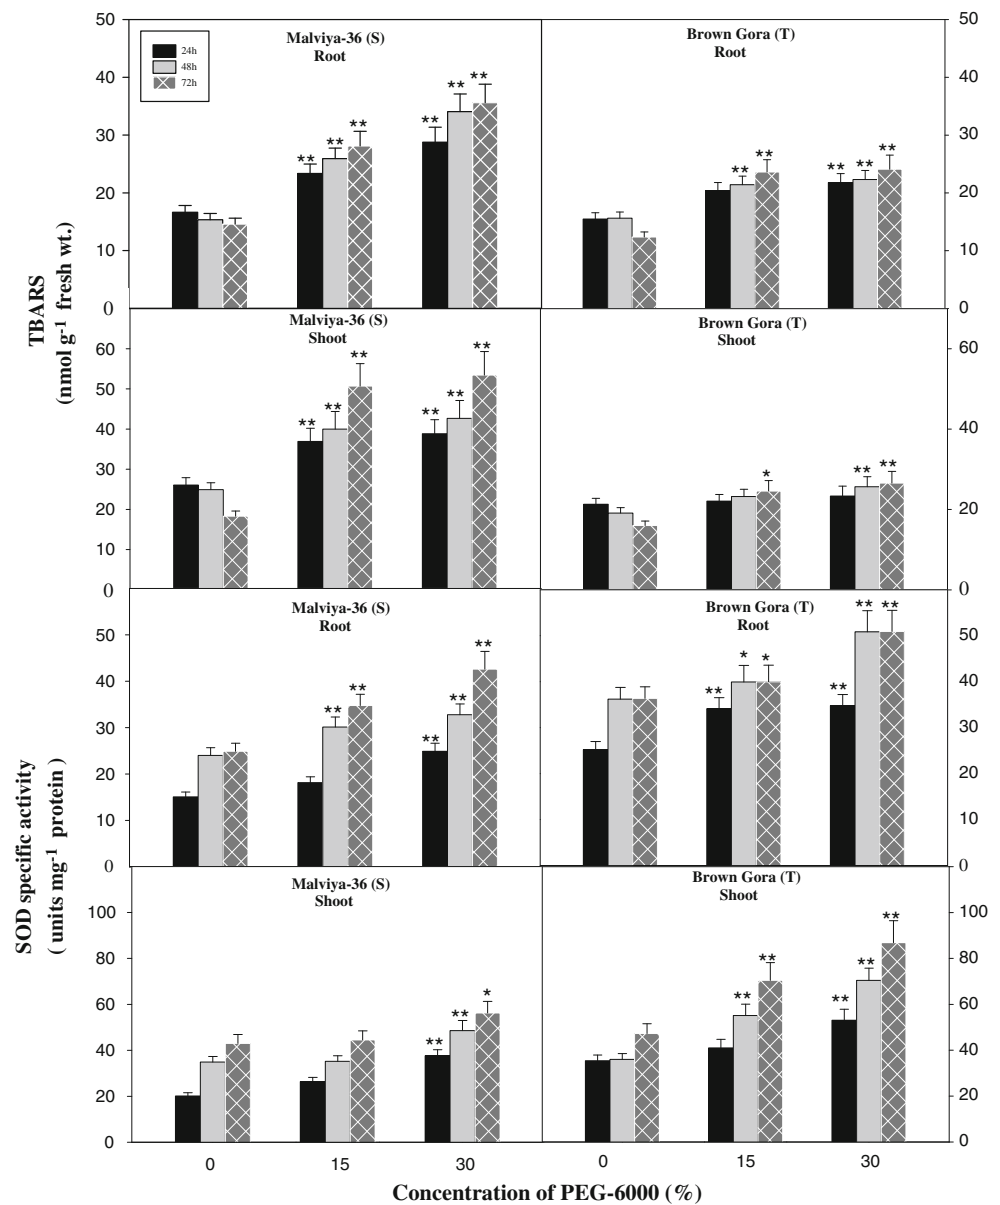 50
Malviya-36 (S)
Root
Brown Gora (T)
Root
50
24h
48h
72h
40
30
20
10
0
** ** ** ** ** **
** ** ** ** **
40
30
20
10
0
TBARS
(nmol g-1 fresh wt.)
Malviya-36 (S)
Shoot
Brown Gora (T)
Shoot
60
50
40
30
20
10
0
** ** ** ** ** **
* ** **
60
40
20
0
Malviya-36 (S)
Root
Brown Gora (T)
Root
50
40
30
20
10
0
** ** ** ** **
** * * ** ** **
50
40
30
20
10
0
SOD specific activity
( units mg-1 protein )
Malviya-36 (S)
Shoot
Brown Gora (T)
Shoot
100
80
60
40
20
0
** ** *
** ** ** ** **
100
80
60
40
20
0
0 15 30 0 15 30
Concentration of PEG-6000 (%)